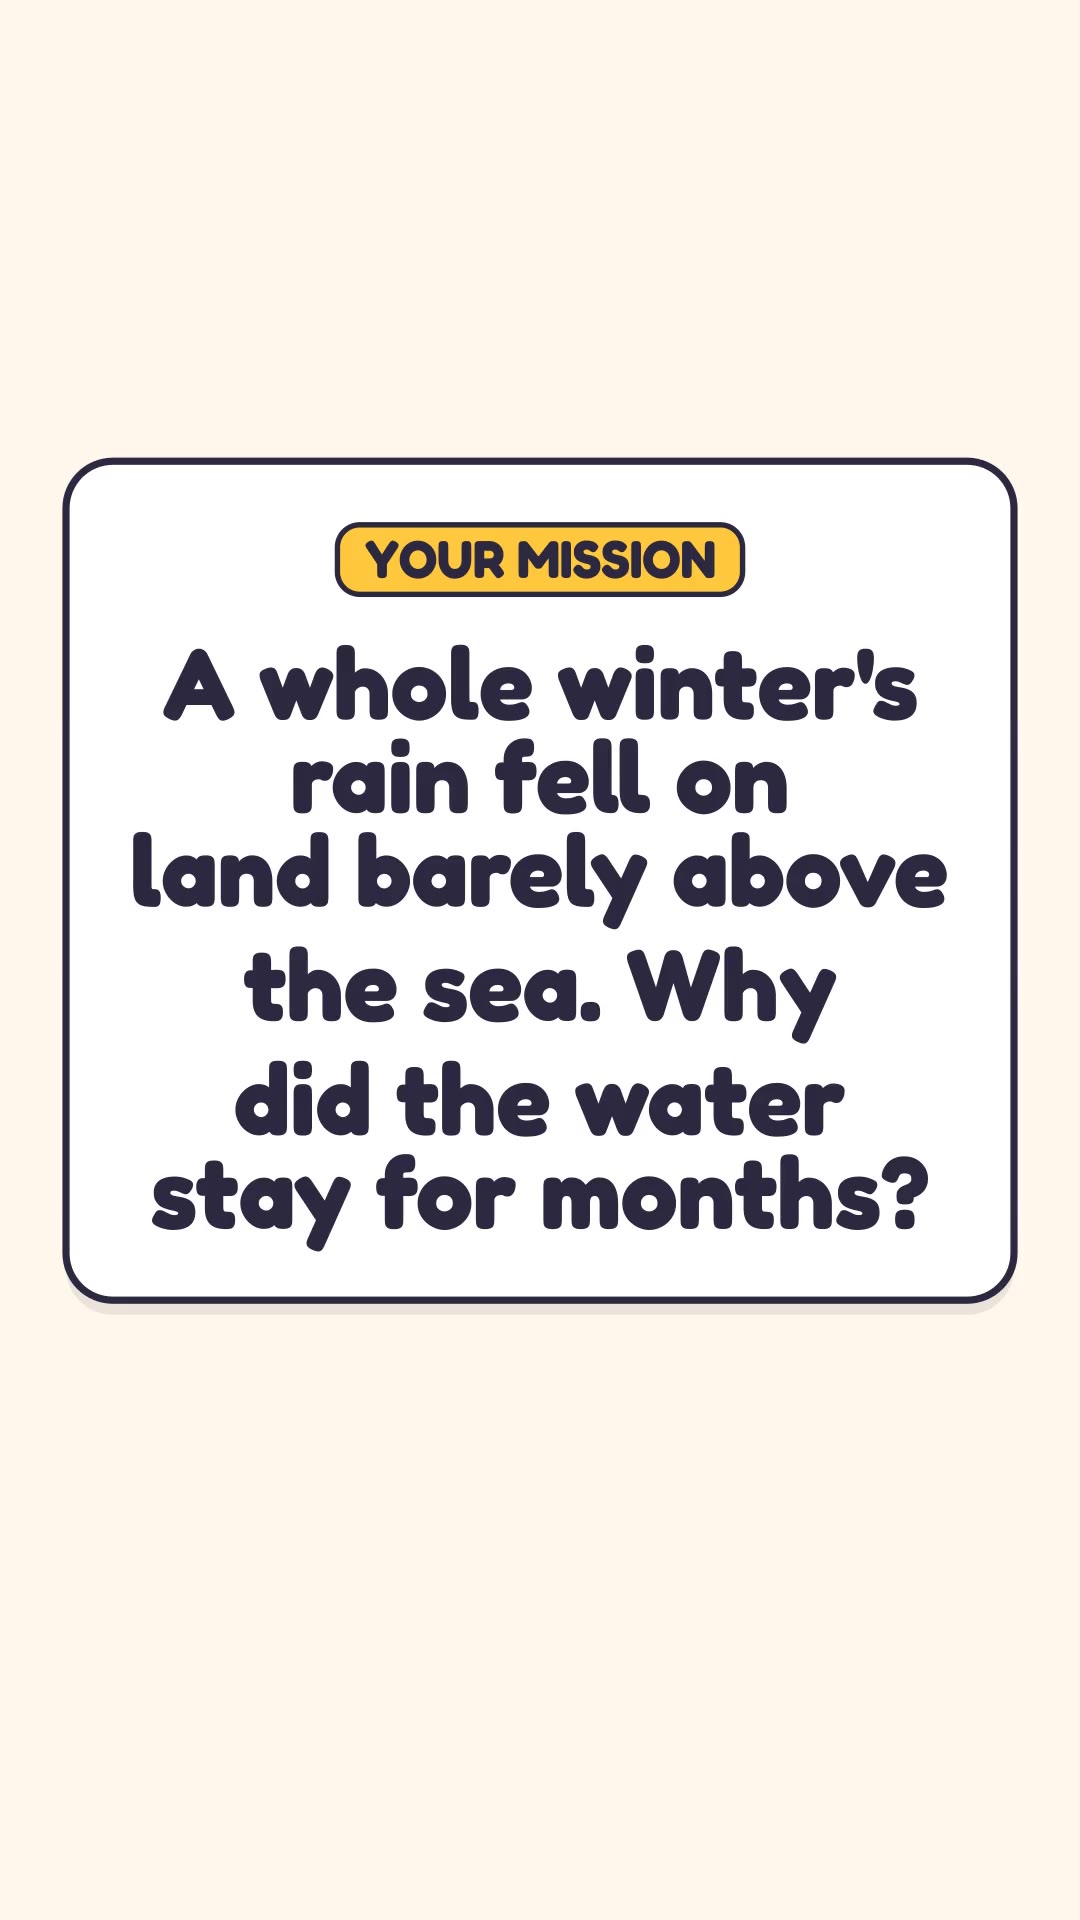 YOUR MISSION
A whole winter's
rain fell on
land barely above
the sea. Why
did the water
stay for months?